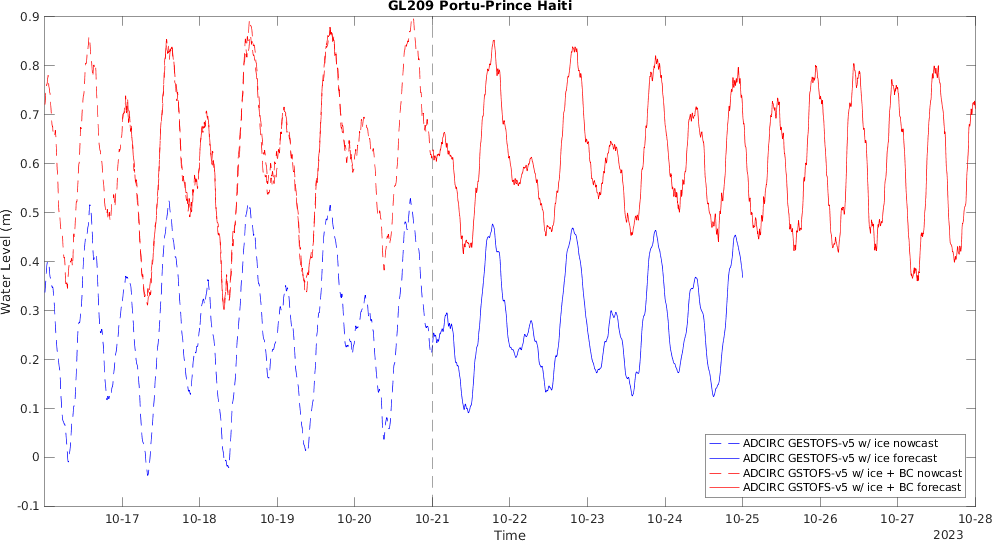 GL209 Portu-Prince Haiti
Water Level (m)
0.9
0.8
0.7
0.6
0.5
0.4
0.3
0.2
0.1
0
-0.1
10-17 10-18 10-19 10-20 10-21 10-22 10-23 10-24 10-25 10-26 10-27 10-28
Time
2023
ADCIRC GESTOFS-v5 w/ ice nowcast
ADCIRC GESTOFS-v5 w/ ice forecast
ADCIRC GSTOFS-v5 w/ ice + BC nowcast
ADCIRC GSTOFS-v5 w/ ice + BC forecast